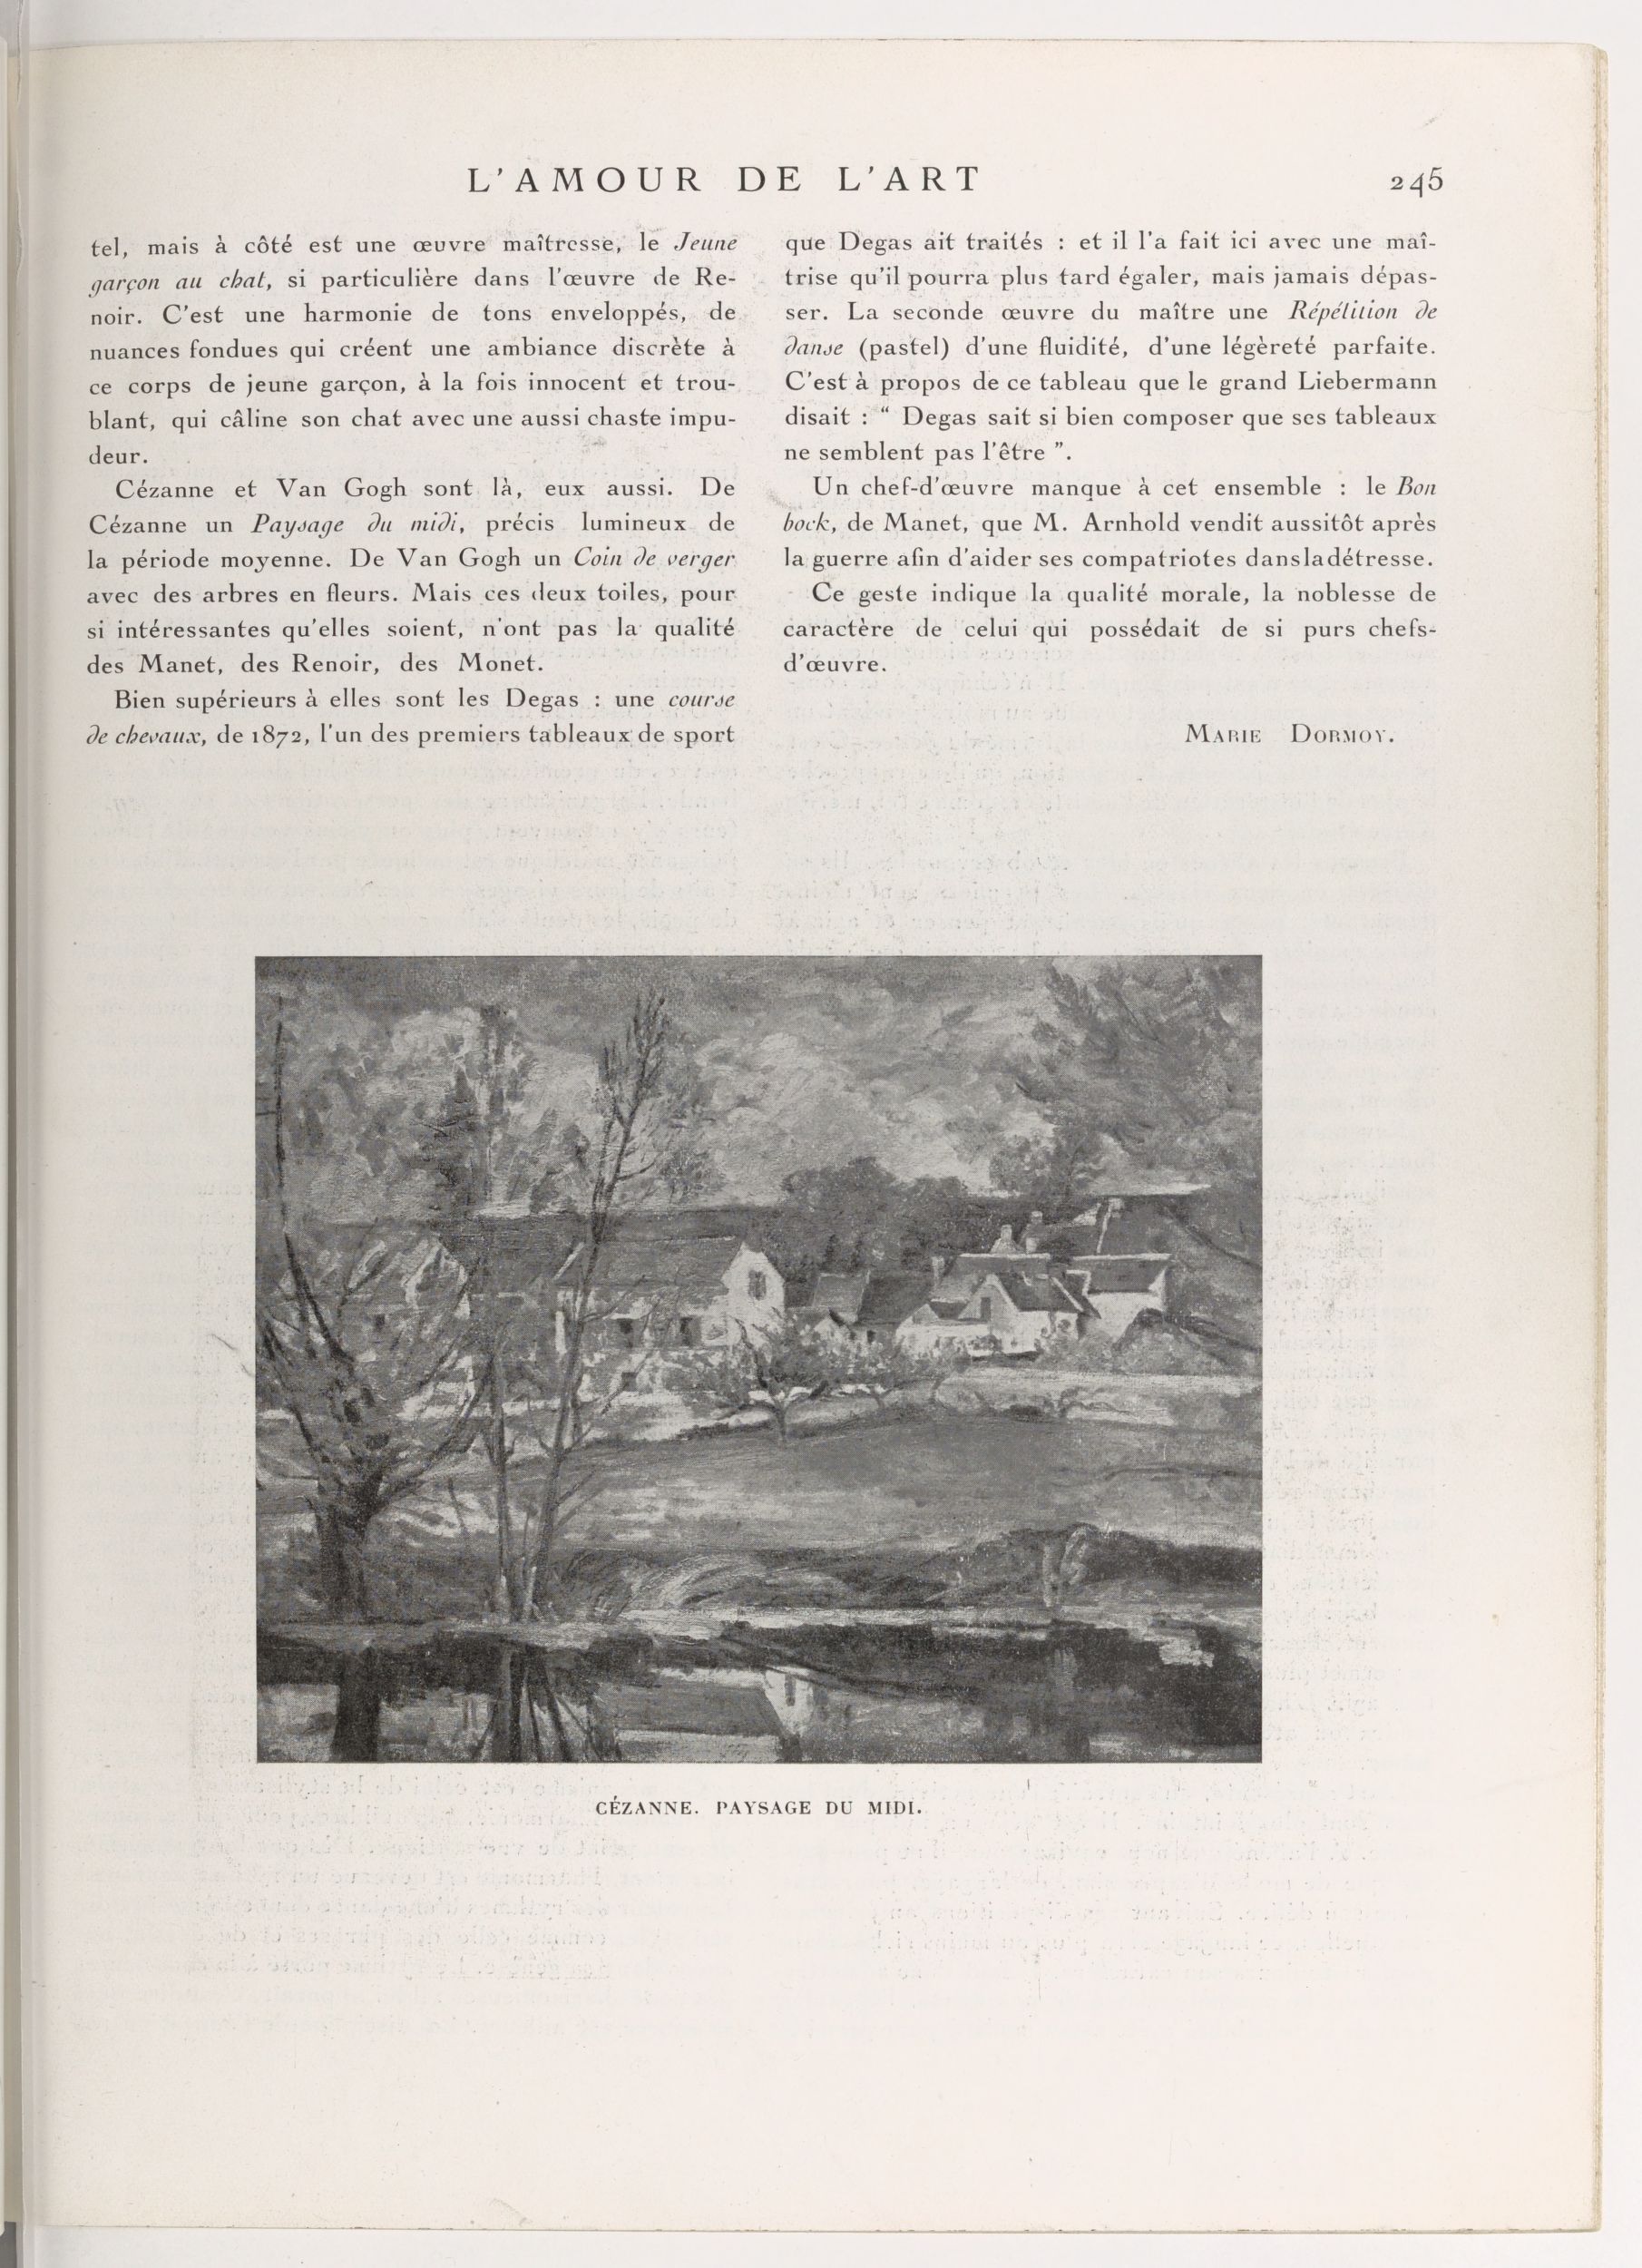 L'AMOUR DE L'ART
245
tel, mais à côté est une œuvre maîtresse, le Jeune
garçon au chat, si particulière dans l'œuvre de Re-
noir. C'est une harmonie de tons enveloppés, de
nuances fondues qui créent une ambiance discrète à
ce corps de jeune garçon, à la fois innocent et trou-
blant, qui câline son chat avec une aussi chaste impu-
deur.
Cézanne et Van Gogh sont là, eux aussi. De
Cézanne un Paysage du midi, précis lumineux de
la période moyenne. De Van Gogh un Coin de verger
avec des arbres en fleurs. Mais ces deux toiles, pour
si intéressantes qu'elles soient, n'ont pas la qualité
des Manet, des Renoir, des Monet.
Bien supérieurs à elles sont les Degas : une course
de chevaux, de 1872, l'un des premiers tableaux de sport
que Degas ait traités : et il l'a fait ici avec une maî-
trise qu'il pourra plus tard égaler, mais jamais dépas-
ser. La seconde œuvre du maître une Répétition de
danse (pastel) d'une fluidité, d'une légèreté parfaite.
C'est à propos de ce tableau que le grand Liebermann
disait : “ Degas sait si bien composer que ses tableaux
ne semblent pas l'être ”.
Un chef-d'œuvre manque à cet ensemble : le Bon
bock, de Manet, que M. Arnhold vendit aussitôt après
la guerre afin d'aider ses compatriotes dansladétresse.
Ce geste indique la qualité morale, la noblesse de
caractère de celui qui possédait de si purs chefs-
d'œuvre.
MARIE DORMOY.
CÉZANNE. PAYSAGE DU MIDI.